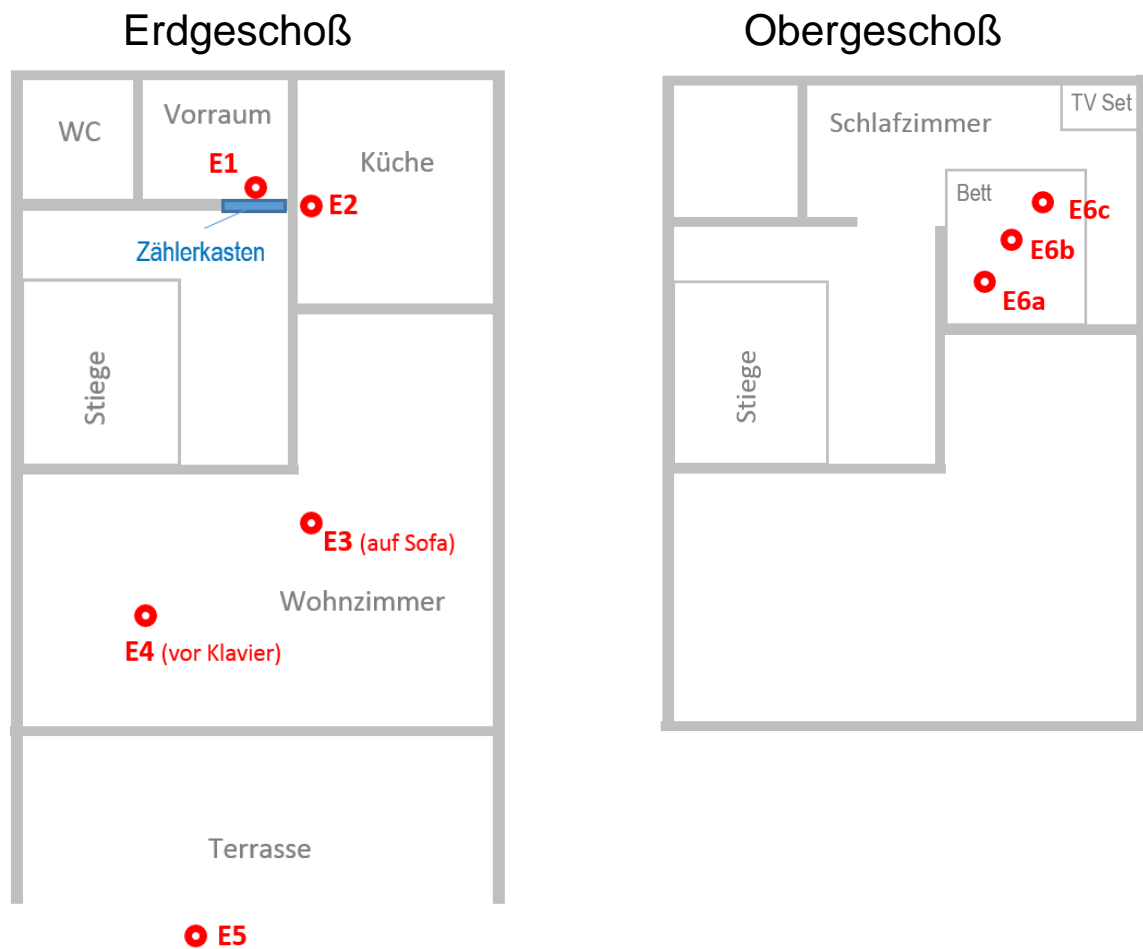 Erdgeschoß
WC
Vorraum
E1
Küche
E2
Zählerkasten
Stiege
E3 (auf Sofa)
Wohnzimmer
E4 (vor Klavier)
Terrasse
E5
Obergeschoß
TV Set
Schlafzimmer
Bett
E6c
E6b
E6a
Stiege